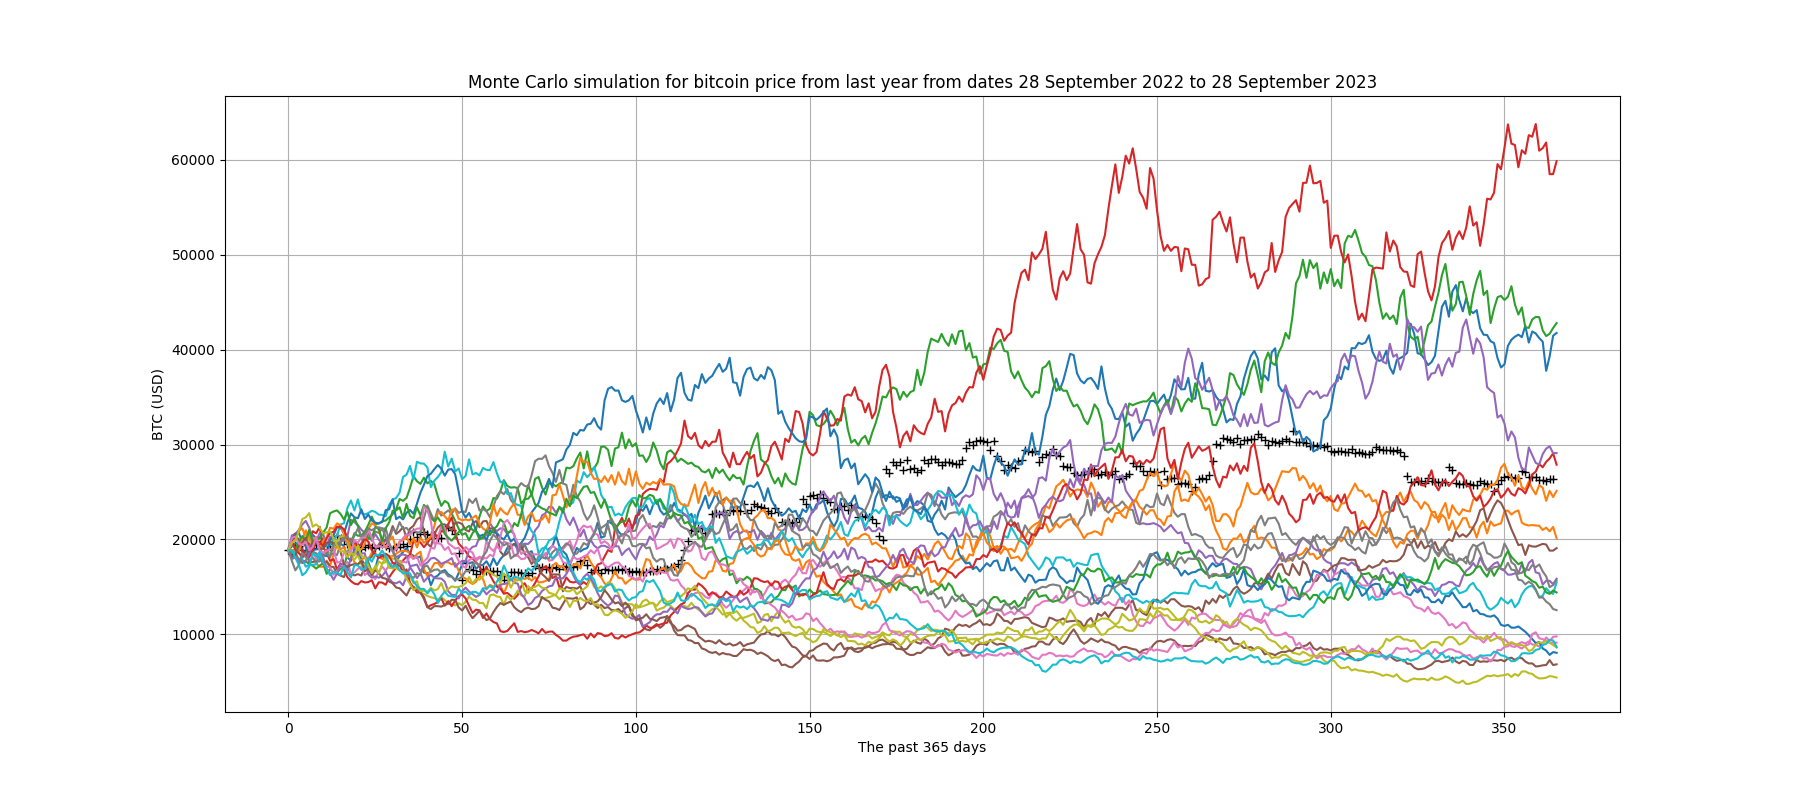 Monte Carlo simulation for bitcoin price from last year from dates 28 September 2022 to 28 September 2023
60000
50000
40000
30000
20000
10000
BTC (USD)
0 50 100 150 200 250 300 350
The past 365 days